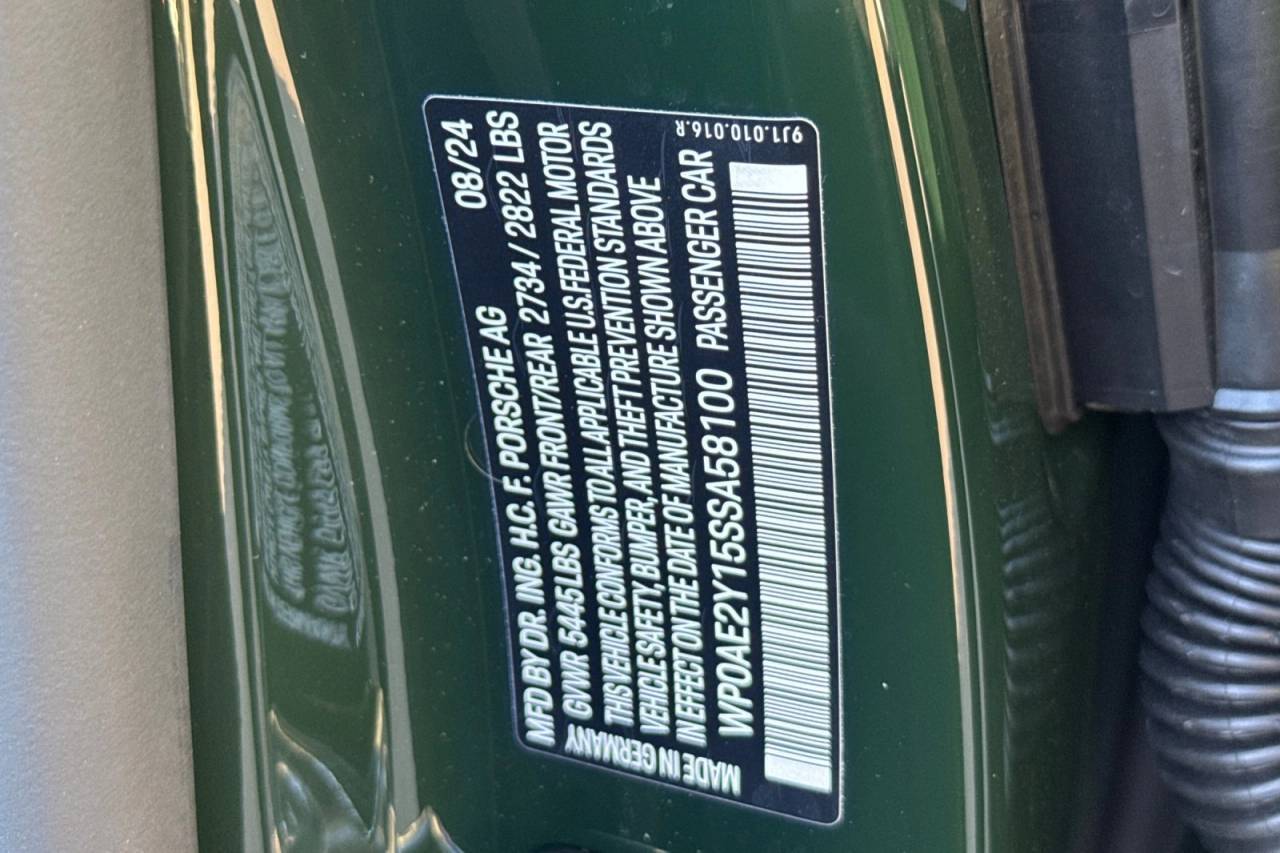 MFD BY DR. ING. H.C. F. PORSCHE AG 08/24
GVWR 5445 LBS GAWR FRONT/REAR 2734 / 2822 LBS
THIS VEHICLE CONFORMS TO ALL APPLICABLE U.S. FEDERAL MOTOR
VEHICLE SAFETY, BUMPER, AND THEFT PREVENTION STANDARDS
IN EFFECT ON THE DATE OF MANUFACTURE SHOWN ABOVE
WP0AE2Y15SSA58100 PASSENGER CAR
MADE IN GERMANY
9J1.010.016.R